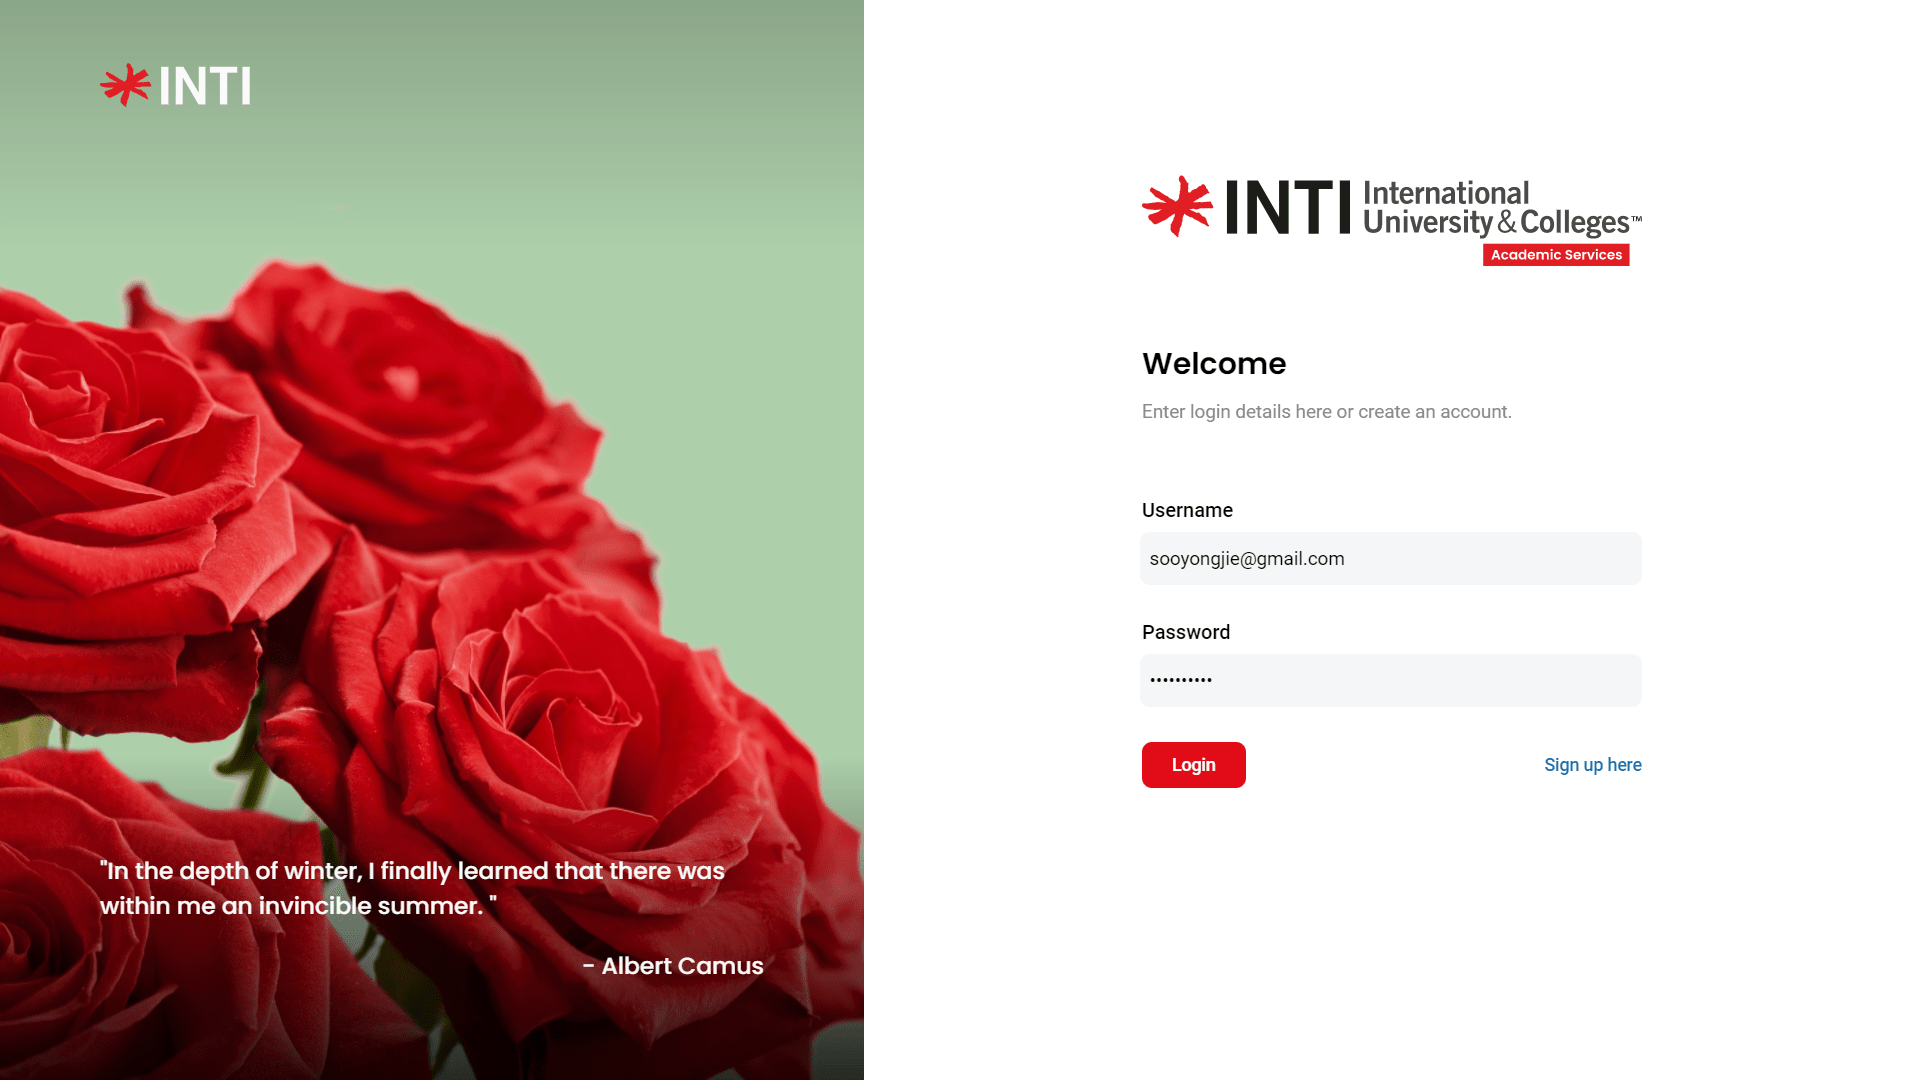 INTI
"In the depth of winter, I finally learned that there was
within me an invincible summer. "
- Albert Camus
INTI International
University & Colleges™
Academic Services
Welcome
Enter login details here or create an account.
Username
sooyongjie@gmail.com
Password
••••••••••
Login
Sign up here